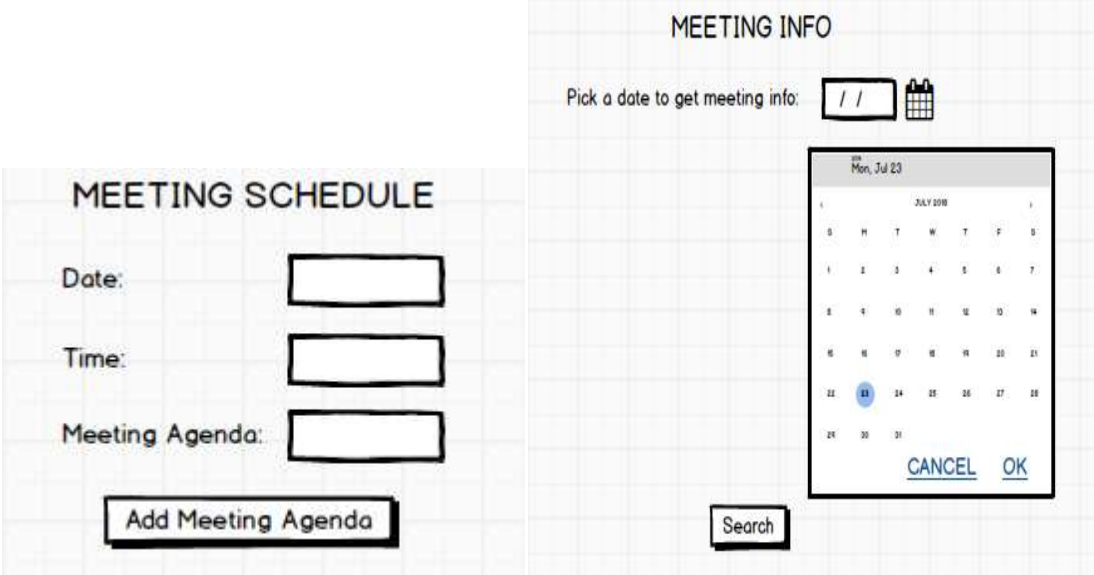 MEETING SCHEDULE
Date:
Time:
Meeting Agenda:
Add Meeting Agenda
MEETING INFO
Pick a date to get meeting info: / /
Mon, Jul 23
JULY 2018
S M T W T F S
1 2 3 4 5 6 7
8 9 10 11 12 13 14
15 16 17 18 19 20 21
22 23 24 25 26 27 28
29 30 31
CANCEL OK
Search